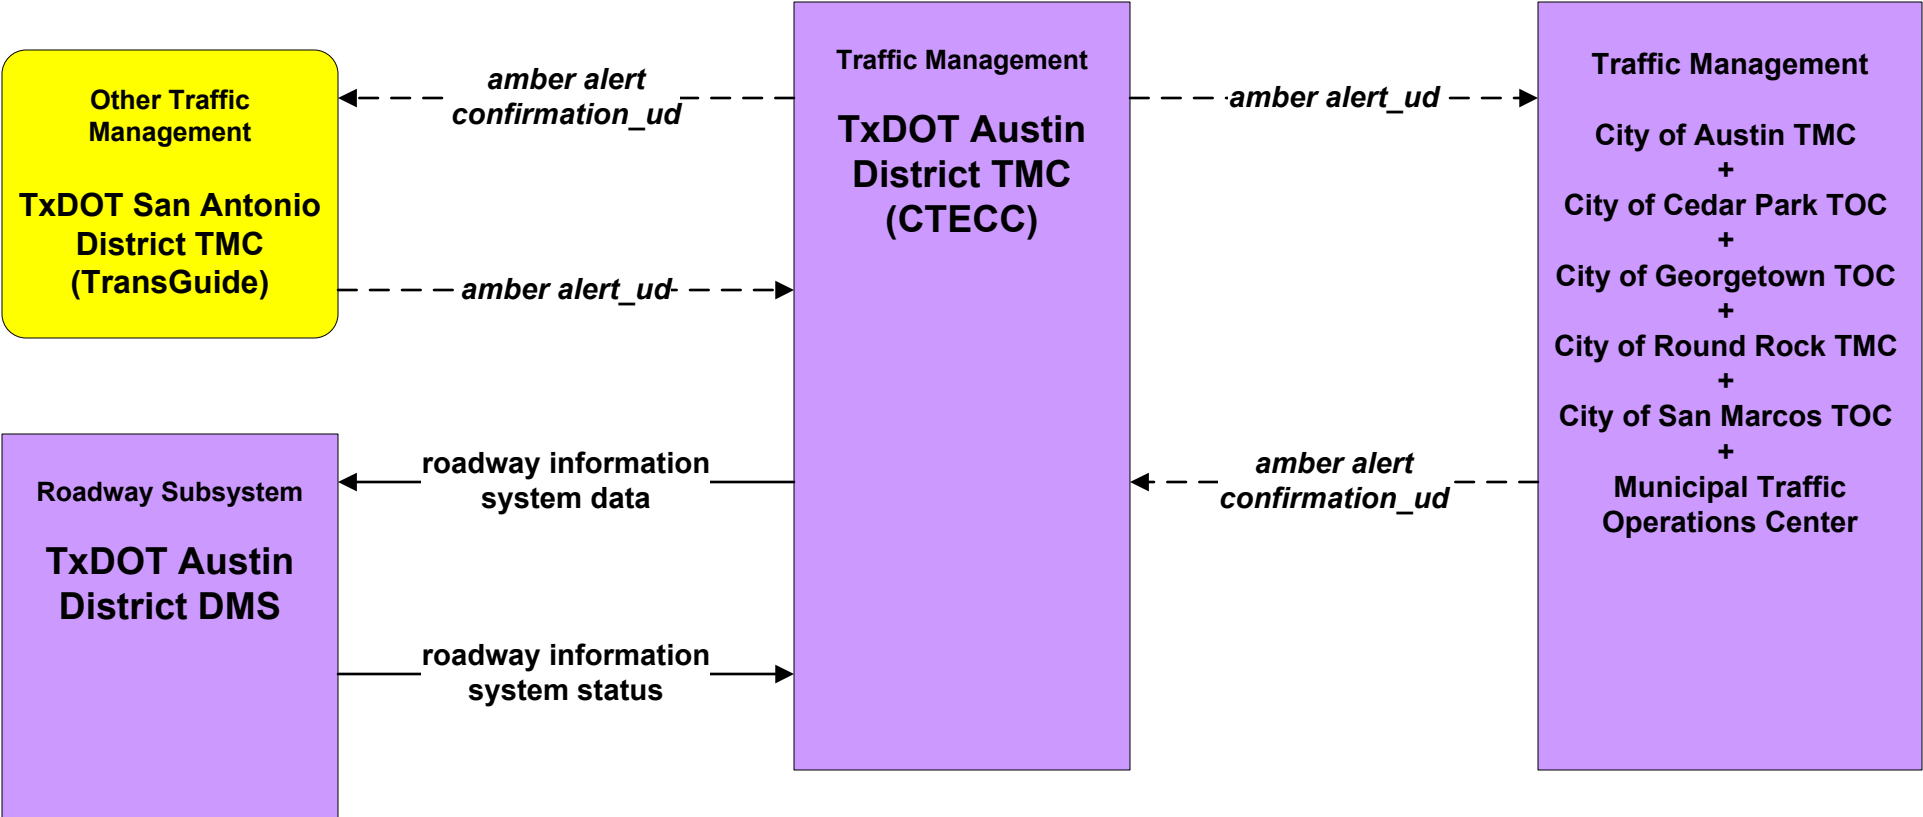 Other Traffic
Management
TxDOT San Antonio
District TMC
(TransGuide)
amber alert
confirmation_ud
amber alert_ud
Roadway Subsystem
TxDOT Austin
District DMS
roadway information
system data
roadway information
system status
Traffic Management
TxDOT Austin
District TMC
(CTECC)
amber alert_ud
amber alert
confirmation_ud
Traffic Management
City of Austin TMC
+
City of Cedar Park TOC
+
City of Georgetown TOC
+
City of Round Rock TMC
+
City of San Marcos TOC
+
Municipal Traffic
Operations Center